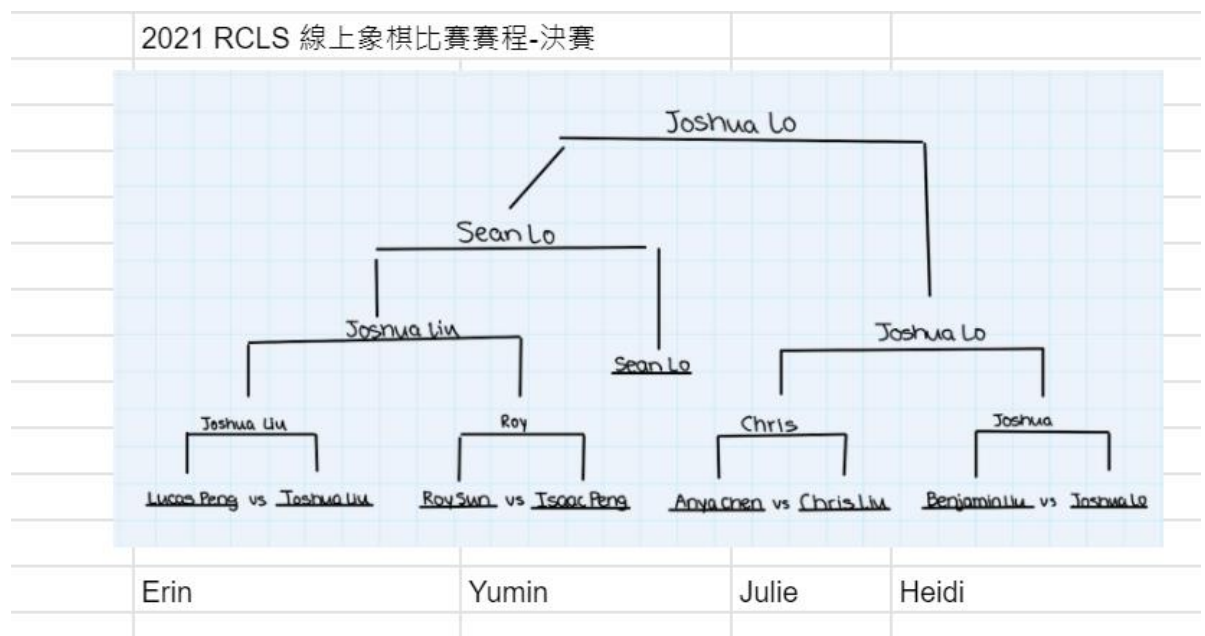 2021 RCLS 線上象棋比賽賽程-決賽
Joshua Lo
Sean Lo
Joshua Liu
Joshua Lo
Sean Lo
Joshua Liu
Roy
Chris
Joshua
Lucas Peng vs Joshua Liu
Roy Sun vs Isaac Peng
Anya Chen vs Chris Liu
Benjamin Liu vs Joshua Lo
Erin Yumin Julie Heidi